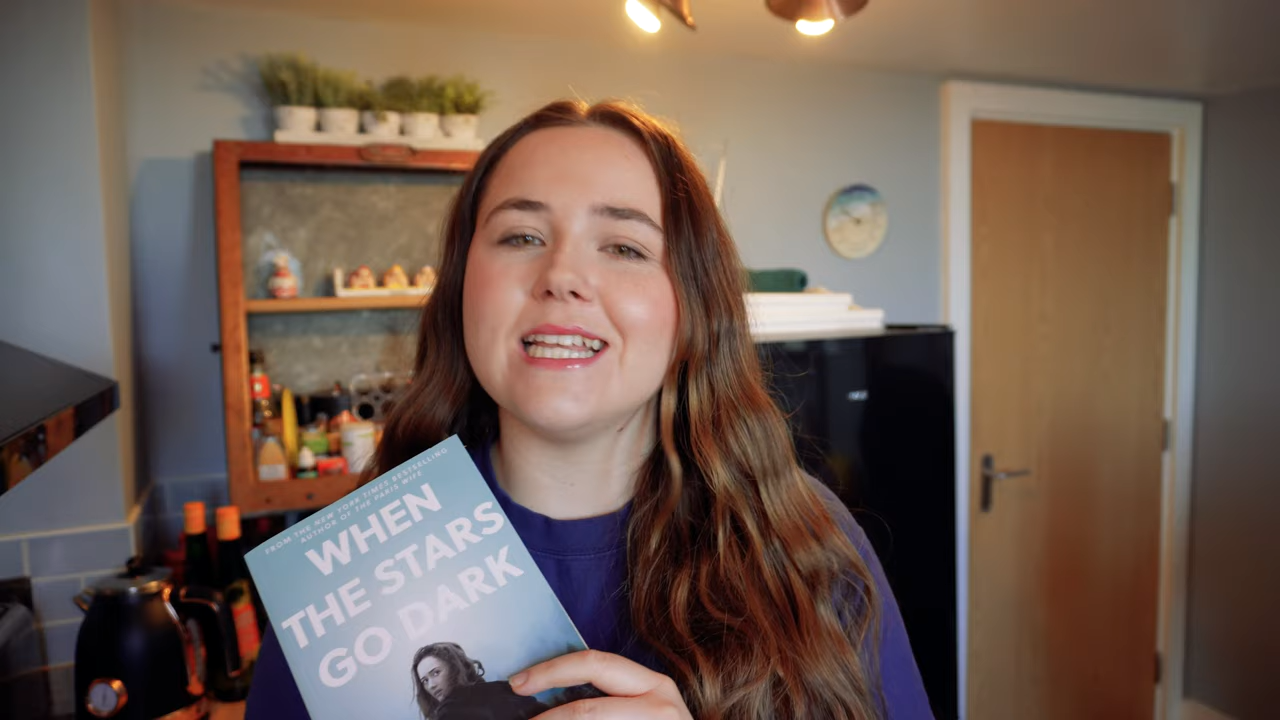 FROM THE NEW YORK TIMES BESTSELLING
AUTHOR OF THE PARIS WIFE
WHEN
THE STARS
GO DARK